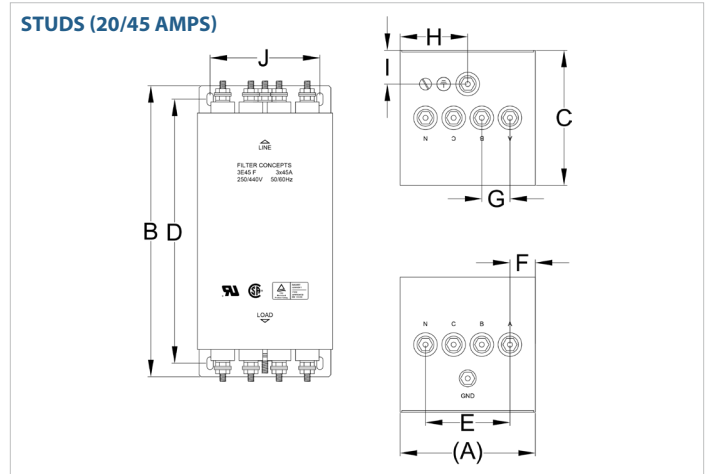 STUDS (20/45 AMPS)
J
H
I
C
N C B A
G
LINE
FILTER CONCEPTS
3E45 F 3x45A
250/440V 50/60Hz
B D
F
LOAD
N C B A
GND
E
(A)